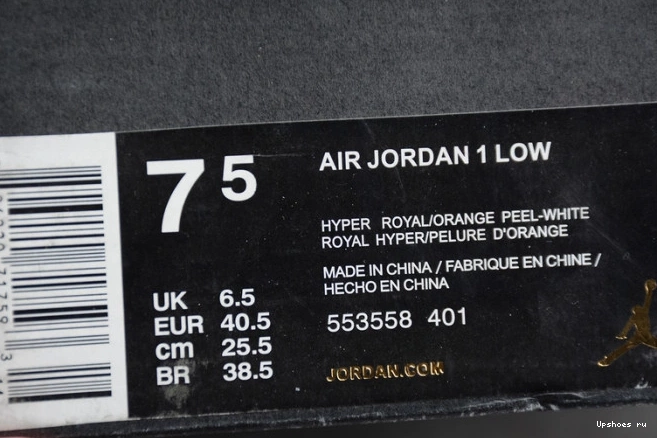 7 5
AIR JORDAN 1 LOW
HYPER ROYAL/ORANGE PEEL-WHITE
ROYAL HYPER/PELURE D'ORANGE
MADE IN CHINA / FABRIQUE EN CHINE /
HECHO EN CHINA
553558 401
UK 6.5
EUR 40.5
cm 25.5
BR 38.5
JORDAN.COM
Upshoes ru